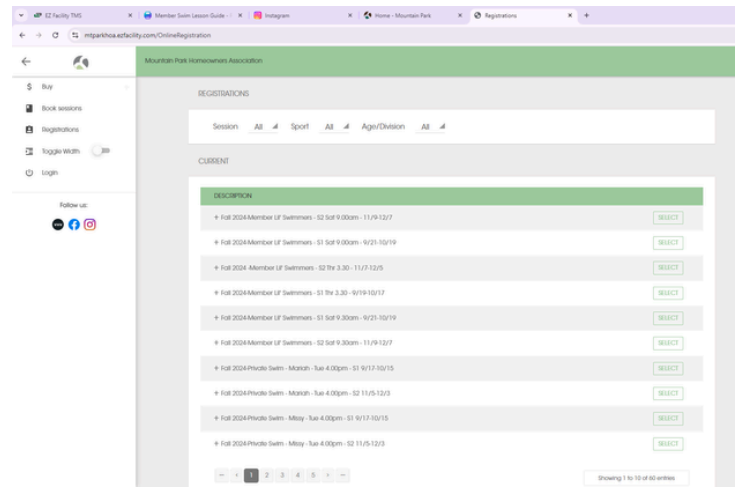 EZ Facility TMS
Member Swim Lesson Guide -
Instagram
Home - Mountain Park
Registrations
mtparkhoa.ezfacility.com/OnlineRegistration
Mountain Park Homeowners Association
Buy
Book sessions
Registrations
Toggle Width
Login
Follow us:
REGISTRATIONS
Session All Sport All Age/Division All
CURRENT
DESCRIPTION
+ Fall 2024-Member Lil' Swimmers - S2 Sat 9.00am - 11/9-12/7 SELECT
+ Fall 2024-Member Lil' Swimmers - S1 Sat 9.00am - 9/21-10/19 SELECT
+ Fall 2024 -Member Lil' Swimmers - S2 Thr 3.30 - 11/7-12/5 SELECT
+ Fall 2024-Member Lil' Swimmers - S1 Thr 3.30 - 9/19-10/17 SELECT
+ Fall 2024-Member Lil' Swimmers - S1 Sat 9.30am - 9/21-10/19 SELECT
+ Fall 2024-Member Lil' Swimmers - S2 Sat 9.30am - 11/9-12/7 SELECT
+ Fall 2024-Private Swim - Mariah - Tue 4.00pm - S1 9/17-10/15 SELECT
+ Fall 2024-Private Swim - Mariah - Tue 4.00pm - S2 11/5-12/3 SELECT
+ Fall 2024-Private Swim - Missy - Tue 4.00pm - S1 9/17-10/15 SELECT
+ Fall 2024-Private Swim - Missy - Tue 4.00pm - S2 11/5-12/3 SELECT
1 2 3 4 5
Showing 1 to 10 of 60 entries